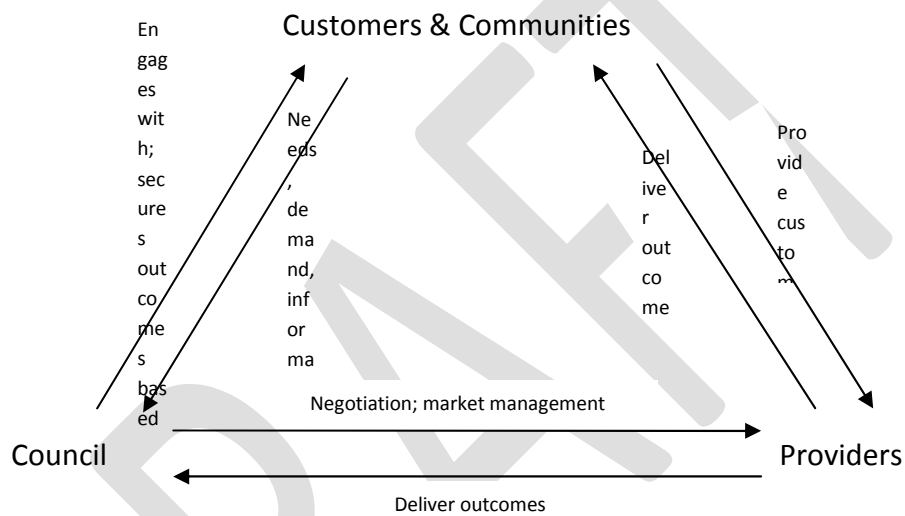 Customers & Communities
En
gag
es
wit
h;
sec
ure
s
out
co
me
s
bas
ed
Ne
eds
,
de
ma
nd,
inf
or
ma
Del
ive
r
out
co
me
Pro
vid
e
cus
to
m
Negotiation; market management
Council
Providers
Deliver outcomes
DRAFT